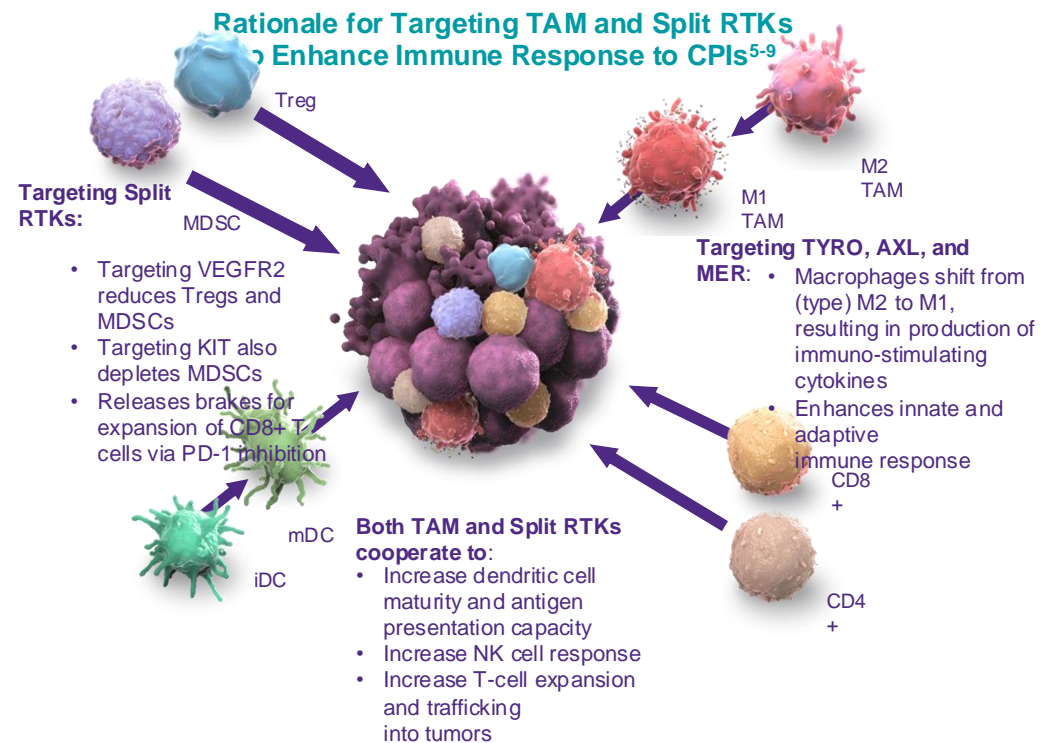 Rationale for Targeting TAM and Split RTKs
o Enhance Immune Response to CPIs5-9
Treg
MDSC
Targeting Split
RTKs:
• Targeting VEGFR2
reduces Tregs and
MDSCs
• Targeting KIT also
depletes MDSCs
• Releases brakes for
expansion of CD8+ T
cells via PD-1 inhibition
mDC
iDC
Both TAM and Split RTKs
cooperate to:
• Increase dendritic cell
maturity and antigen
presentation capacity
• Increase NK cell response
• Increase T-cell expansion
and trafficking
into tumors
M2
TAM
M1
TAM
Targeting TYRO, AXL, and
MER:
• Macrophages shift from
(type) M2 to M1,
resulting in production of
immuno-stimulating
cytokines
• Enhances innate and
adaptive
immune response
CD8
+
CD4
+